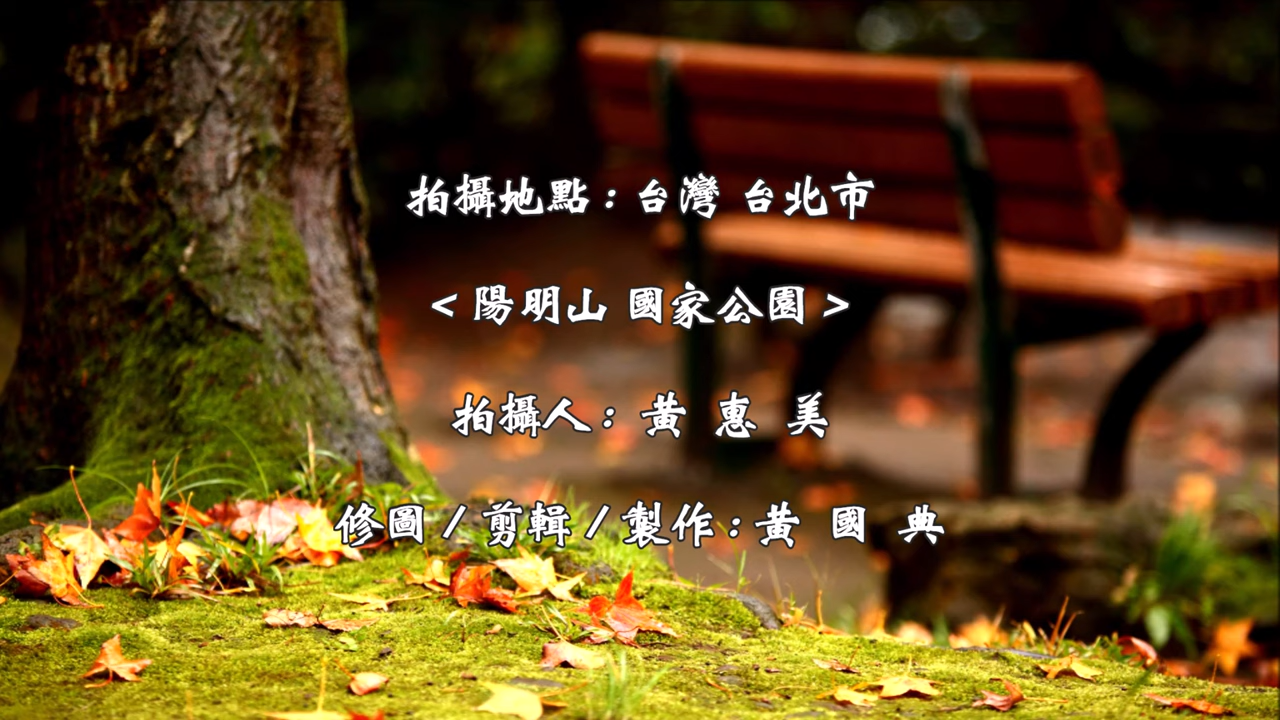 拍攝地點 : 台灣 台北市
< 陽明山 國家公園 >
拍攝人 : 黃 惠 美
修圖 / 剪輯 / 製作 : 黃 國 典